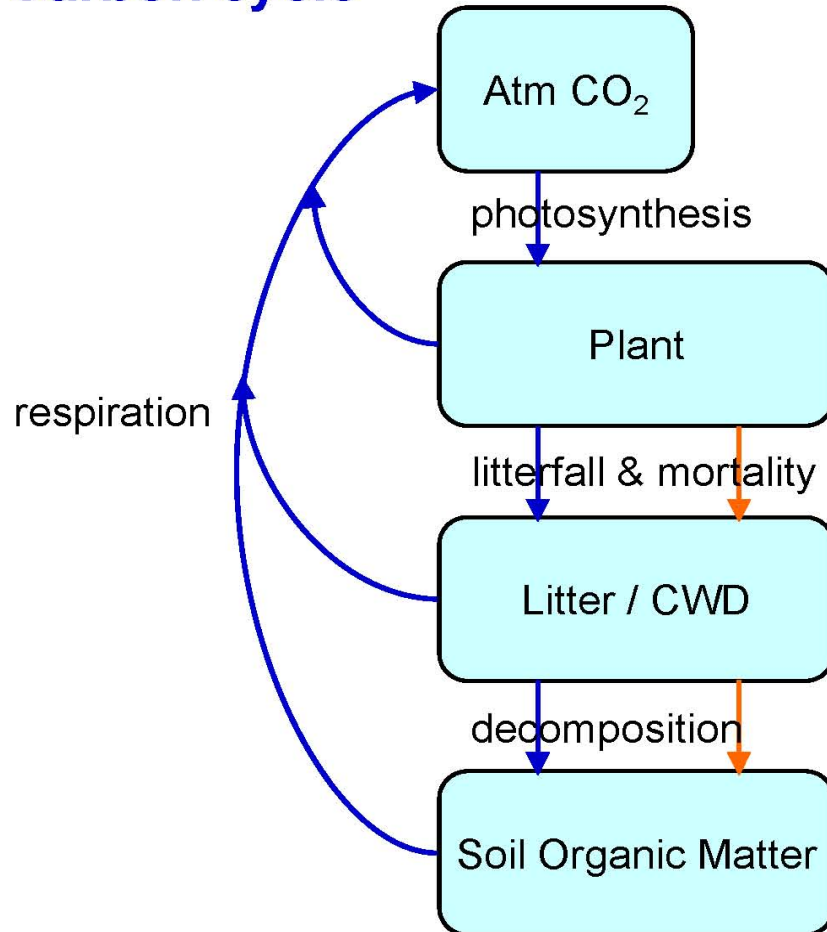 Atm CO₂
photosynthesis
Plant
respiration
litterfall & mortality
Litter / CWD
decomposition
Soil Organic Matter